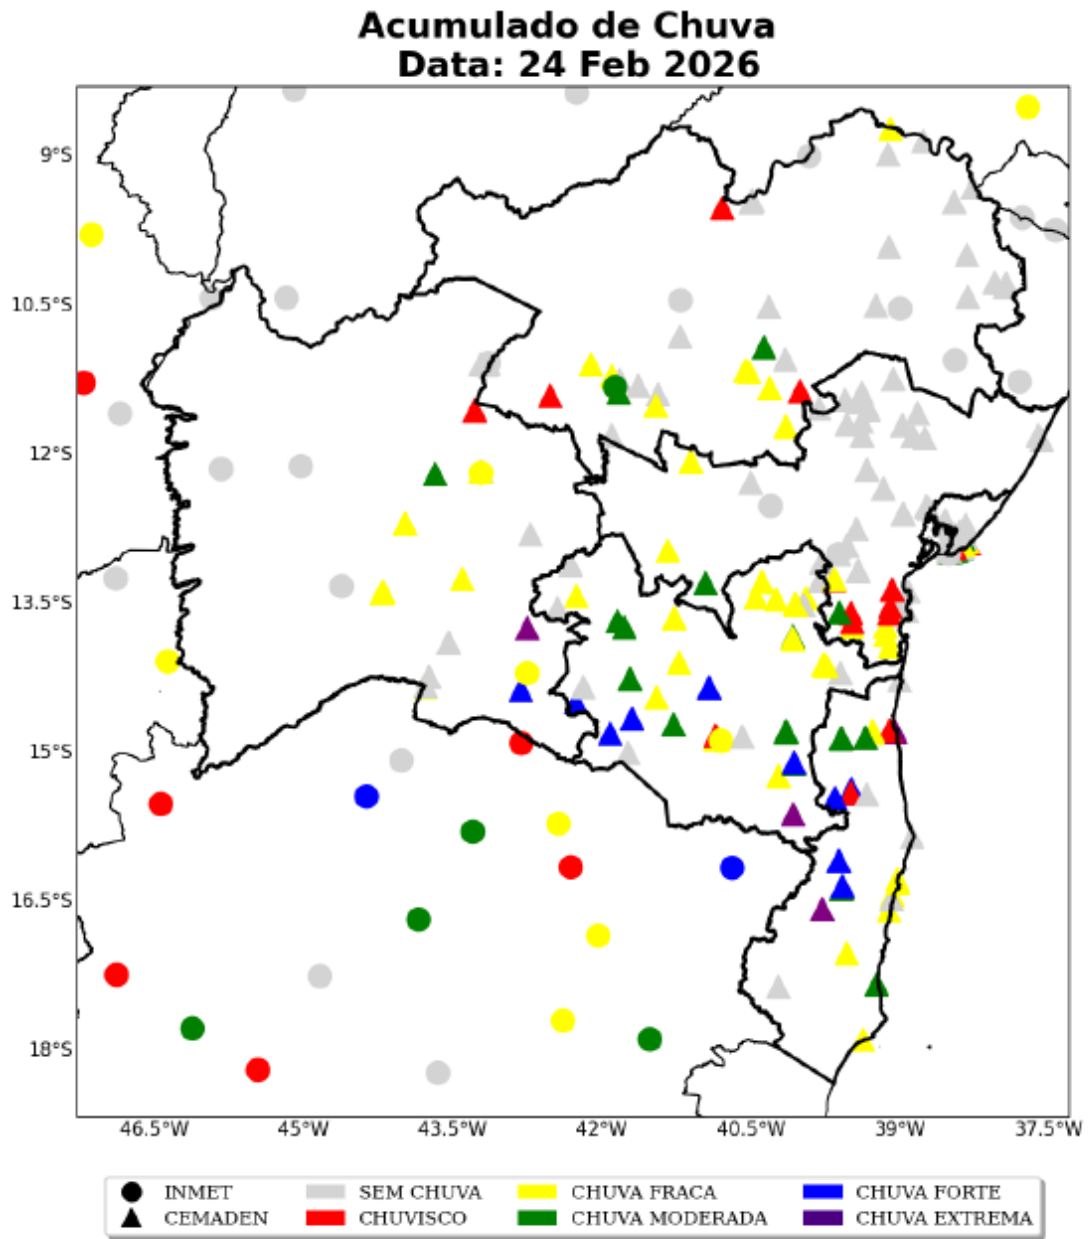 Acumulado de Chuva
Data: 24 Feb 2026
9°S
10.5°S
12°S
13.5°S
15°S
16.5°S
18°S
46.5°W 45°W 43.5°W 42°W 40.5°W 39°W 37.5°W
INMET SEM CHUVA CHUVA FRACA CHUVA FORTE
CEMADEN CHUVISCO CHUVA MODERADA CHUVA EXTREMA